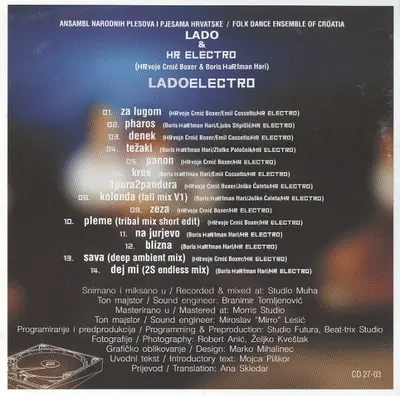 ANSAMBL NARODNIH PLESOVA I PJESAMA HRVATSKE / FOLK DANCE ENSEMBLE OF CROATIA
LADO
&
HR ELECTRO
(HRvoje Crnić Boxer & Boris HaRfman Hari)
LADOELECTRO
01. za lugom (HRvoje Crnić Boxer/Emil Cossetto/HR ELECTRO)
02. pharos (Boris HaRfman Hari/Ljubo Stipišić/HR ELECTRO)
03. denek (HRvoje Crnić Boxer/Emil Cossetto/HR ELECTRO)
04. težaki (Boris HaRfman Hari/Zlatko Potočnik/HR ELECTRO)
05. panon (HRvoje Crnić Boxer/HR ELECTRO)
06. kres (Boris HaRfman Hari/Emil Cossetto/HR ELECTRO)
07. 1pura2pandura (HRvoje Crnić Boxer/Joško Ćaleta/HR ELECTRO)
08. kolenda (fall mix V1) (Boris HaRfman Hari/Joško Ćaleta/HR ELECTRO)
09. zeza (HRvoje Crnić Boxer/HR ELECTRO)
10. pleme (tribal mix short edit) (HRvoje Crnić Boxer/HR ELECTRO)
11. na jurjevo (Boris HaRfman Hari/HR ELECTRO)
12. blizna (Boris HaRfman Hari/HR ELECTRO)
13. sava (deep ambient mix) (HRvoje Crnić Boxer/HR ELECTRO)
14. dej mi (2S endless mix) (Boris HaRfman Hari/HR ELECTRO)
Snimano i miksano u / Recorded & mixed at: Studio Muha
Ton majstor / Sound engineer: Branimir Tomljenović
Masterirano u / Mastered at: Morris Studio
Ton majstor / Sound engineer: Miroslav "Mirro" Lesić
Programiranje i predprodukcija / Programming & Preproduction: Studio Futura, Beat-trix Studio
Fotografije / Photography: Robert Anić, Željko Kveštak
Grafičko oblikovanje / Design: Marko Mihalinec
Uvodni tekst / Introductory text: Mojca Piškor
Prijevod / Translation: Ana Skledar
CD 27-03